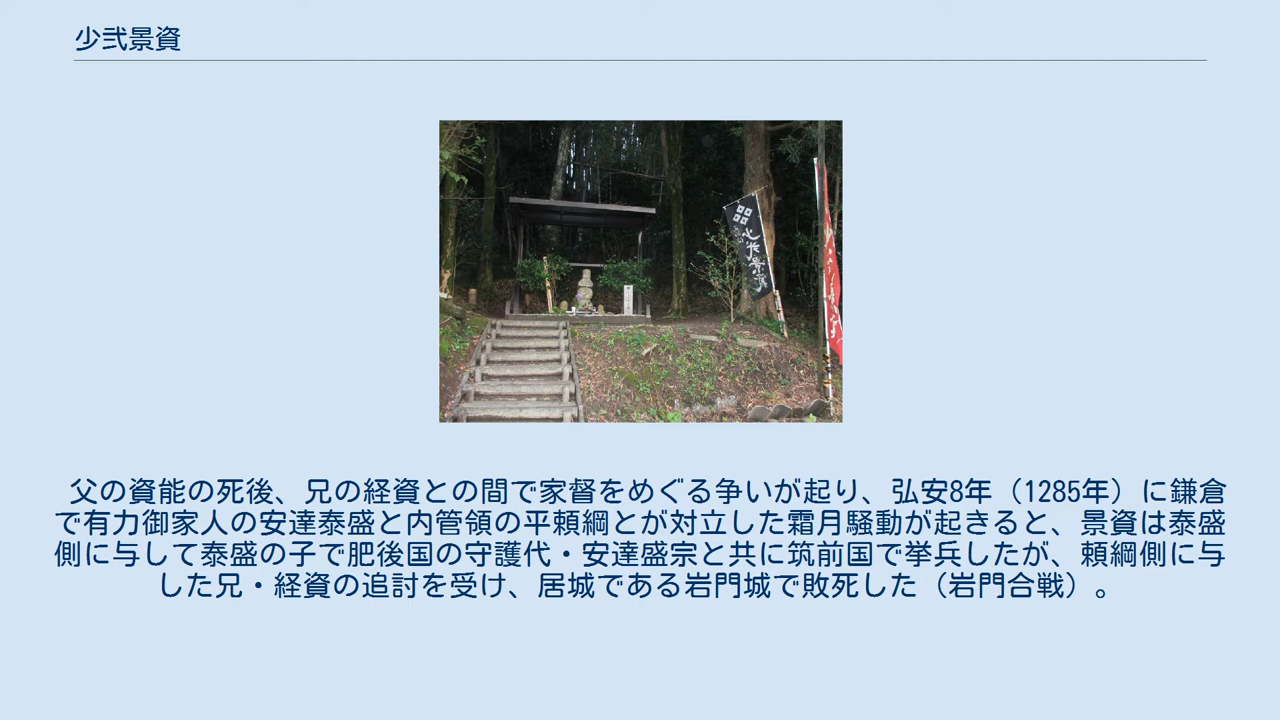 少弐景資
少弐景資
父の資能の死後、兄の経資との間で家督をめぐる争いが起り、弘安8年（1285年）に鎌倉
で有力御家人の安達泰盛と内管領の平頼綱とが対立した霜月騒動が起きると、景資は泰盛
側に与して泰盛の子で肥後国の守護代・安達盛宗と共に筑前国で挙兵したが、頼綱側に与
した兄・経資の追討を受け、居城である岩門城で敗死した（岩門合戦）。